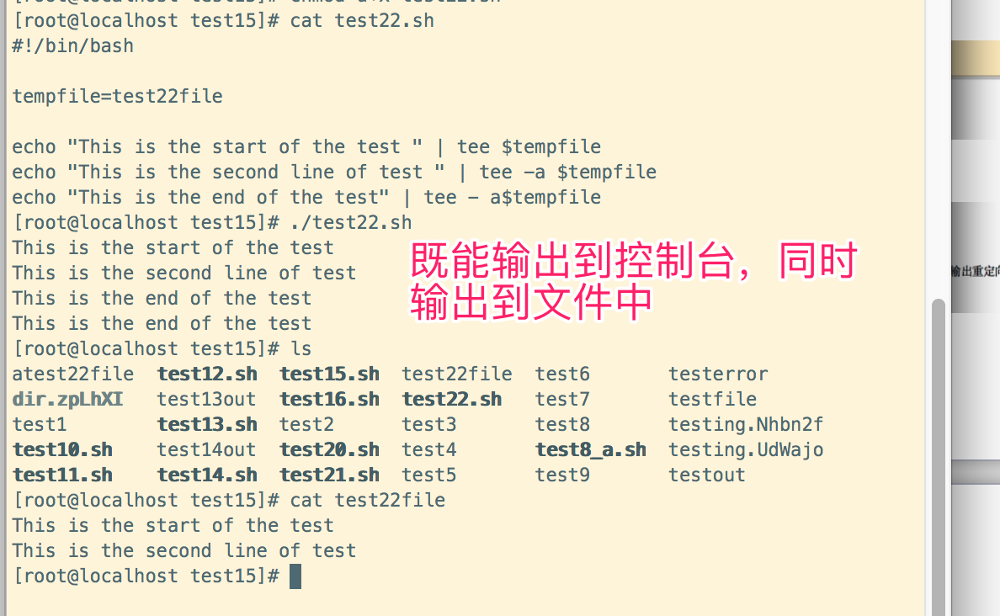 [root@localhost test15]# chmod a+x test22.sh
[root@localhost test15]# cat test22.sh
#!/bin/bash
tempfile=test22file
echo "This is the start of the test " | tee $tempfile
echo "This is the second line of test " | tee -a $tempfile
echo "This is the end of the test" | tee - a$tempfile
[root@localhost test15]# ./test22.sh
This is the start of the test
This is the second line of test
This is the end of the test
This is the end of the test
既能输出到控制台，同时
输出到文件中
[root@localhost test15]# ls
atest22file test12.sh test15.sh test22file test6 testerror
dir.zpLhXI test13out test16.sh test22.sh test7 testfile
test1 test13.sh test2 test3 test8 testing.Nhbn2f
test10.sh test14out test20.sh test4 test8_a.sh testing.UdWajo
test11.sh test14.sh test21.sh test5 test9 testout
[root@localhost test15]# cat test22file
This is the start of the test
This is the second line of test
[root@localhost test15]#
输出重定向